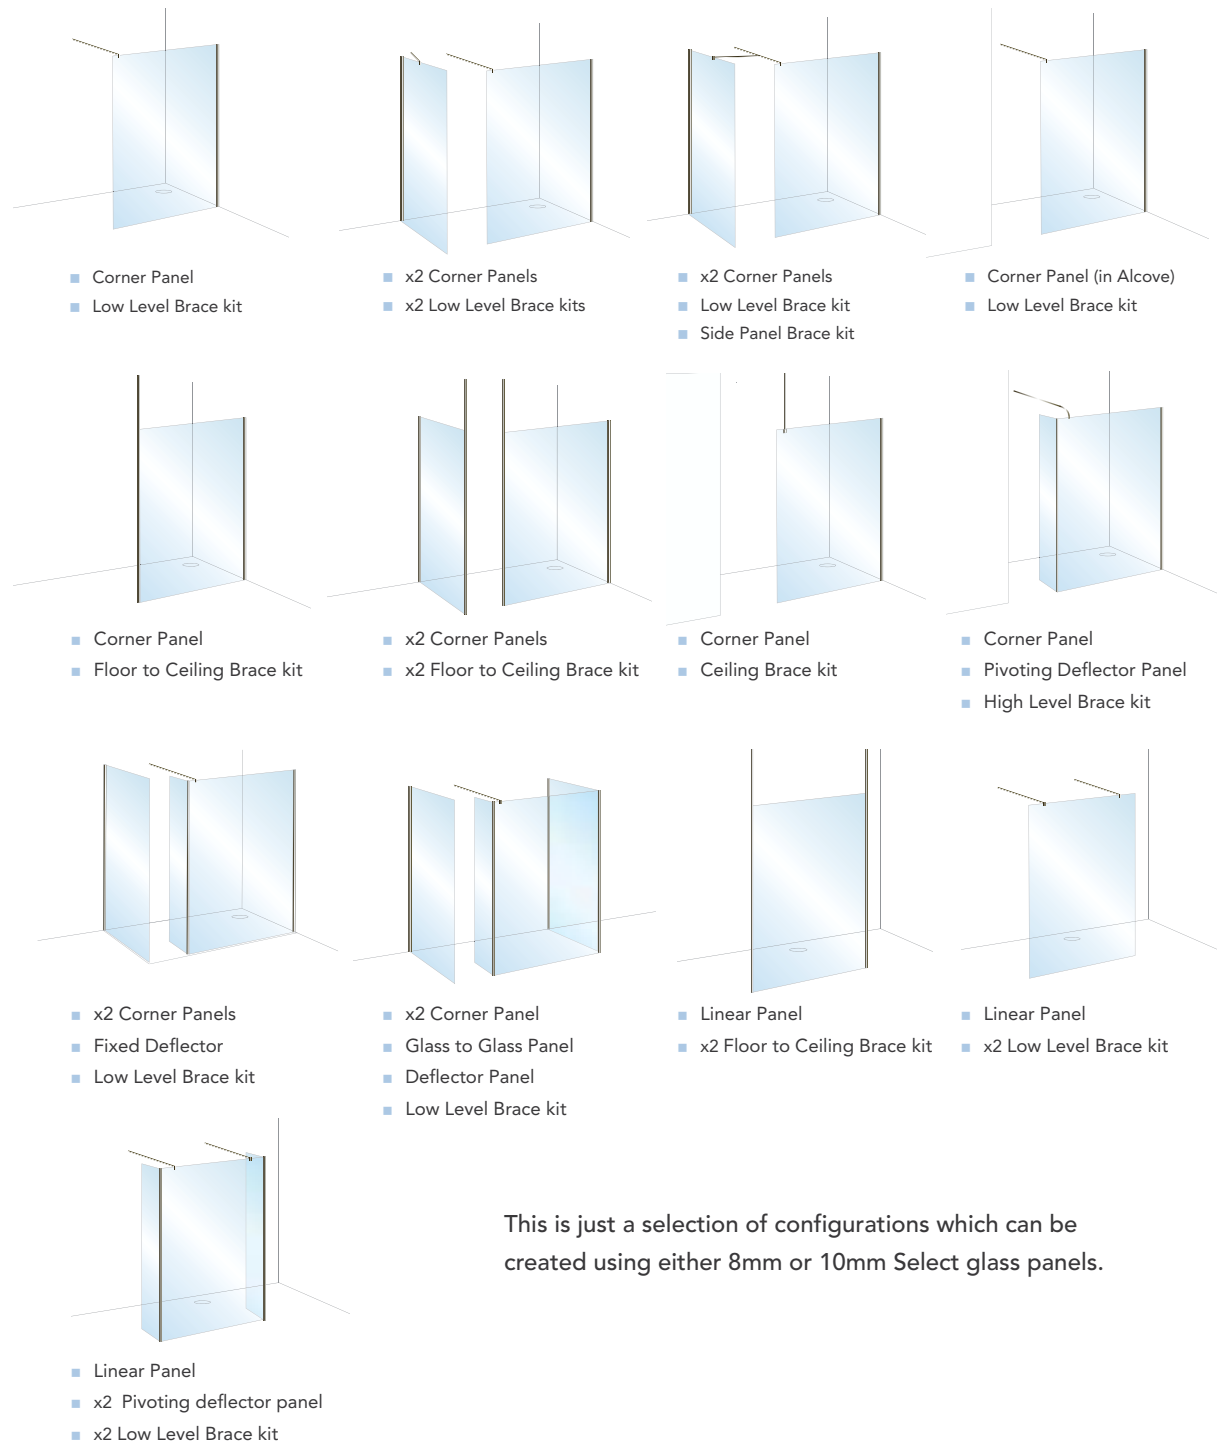 Corner Panel
Low Level Brace kit
x2 Corner Panels
x2 Low Level Brace kits
x2 Corner Panels
Low Level Brace kit
Side Panel Brace kit
Corner Panel (in Alcove)
Low Level Brace kit
Corner Panel
Floor to Ceiling Brace kit
x2 Corner Panels
x2 Floor to Ceiling Brace kit
Corner Panel
Ceiling Brace kit
Corner Panel
Pivoting Deflector Panel
High Level Brace kit
x2 Corner Panels
Fixed Deflector
Low Level Brace kit
x2 Corner Panel
Glass to Glass Panel
Deflector Panel
Low Level Brace kit
Linear Panel
x2 Floor to Ceiling Brace kit
Linear Panel
x2 Low Level Brace kit
Linear Panel
x2 Pivoting deflector panel
x2 Low Level Brace kit
This is just a selection of configurations which can be
created using either 8mm or 10mm Select glass panels.